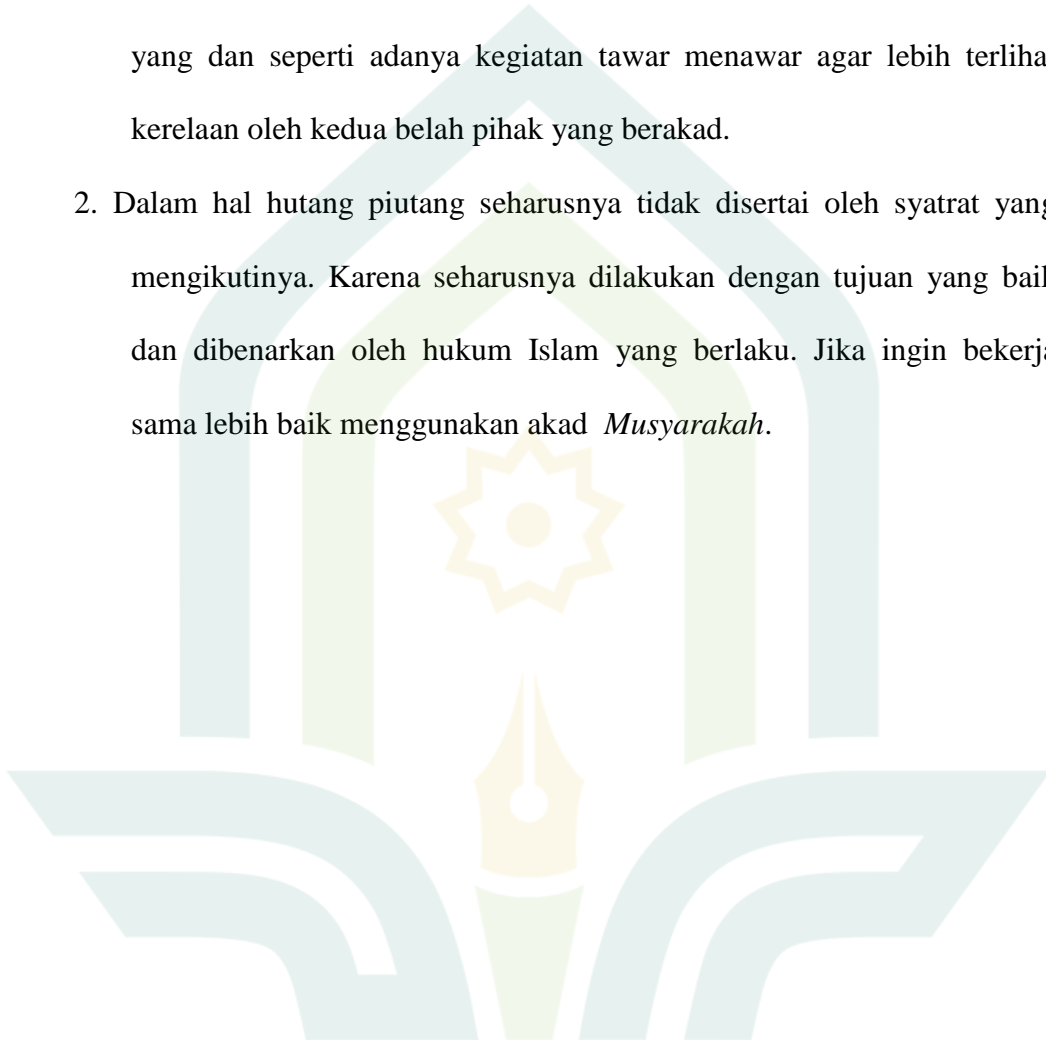 yang dan seperti adanya kegiatan tawar menawar agar lebih terliha
kerelaan oleh kedua belah pihak yang berakad.
2. Dalam hal hutang piutang seharusnya tidak disertai oleh syatrat yang
mengikutinya. Karena seharusnya dilakukan dengan tujuan yang baik
dan dibenarkan oleh hukum Islam yang berlaku. Jika ingin bekerja
sama lebih baik menggunakan akad Musyarakah.